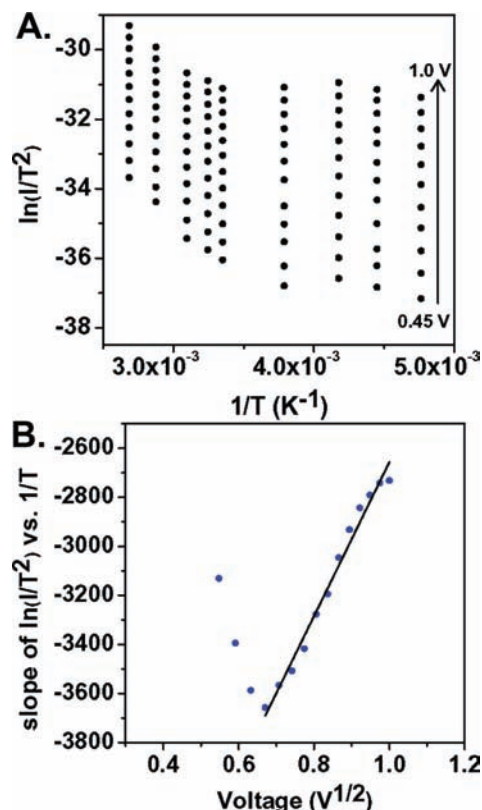 A.
-30
-32
-34
-36
-38
ln(I/T²)
1.0 V
0.45 V
3.0x10⁻³ 4.0x10⁻³ 5.0x10⁻³
1/T (K⁻¹)
B.
-2600
-2800
-3000
-3200
-3400
-3600
-3800
slope of ln(I/T²) vs. 1/T
0.4 0.6 0.8 1.0 1.2
Voltage (V¹/²)